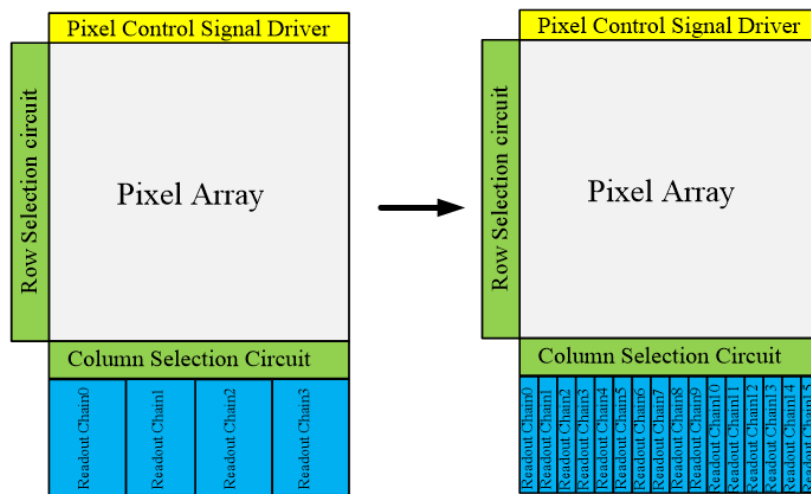 Pixel Control Signal Driver
Row Selection circuit
Pixel Array
Column Selection Circuit
Readout Chain0
Readout Chain1
Readout Chain2
Readout Chain3
Pixel Control Signal Driver
Row Selection circuit
Pixel Array
Column Selection Circuit
Readout Chain0
Readout Chain1
Readout Chain2
Readout Chain3
Readout Chain4
Readout Chain5
Readout Chain6
Readout Chain7
Readout Chain8
Readout Chain9
Readout Chain10
Readout Chain11
Readout Chain12
Readout Chain13
Readout Chain14
Readout Chain15